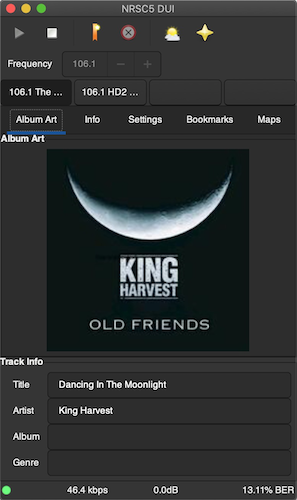 NRSC5 DUI
Frequency 106.1 − +
106.1 The ... 106.1 HD2 ...
Album Art Info Settings Bookmarks Maps
Album Art
KING
HARVEST
OLD FRIENDS
Track Info
Title Dancing In The Moonlight
Artist King Harvest
Album
Genre
46.4 kbps 0.0dB 13.11% BER